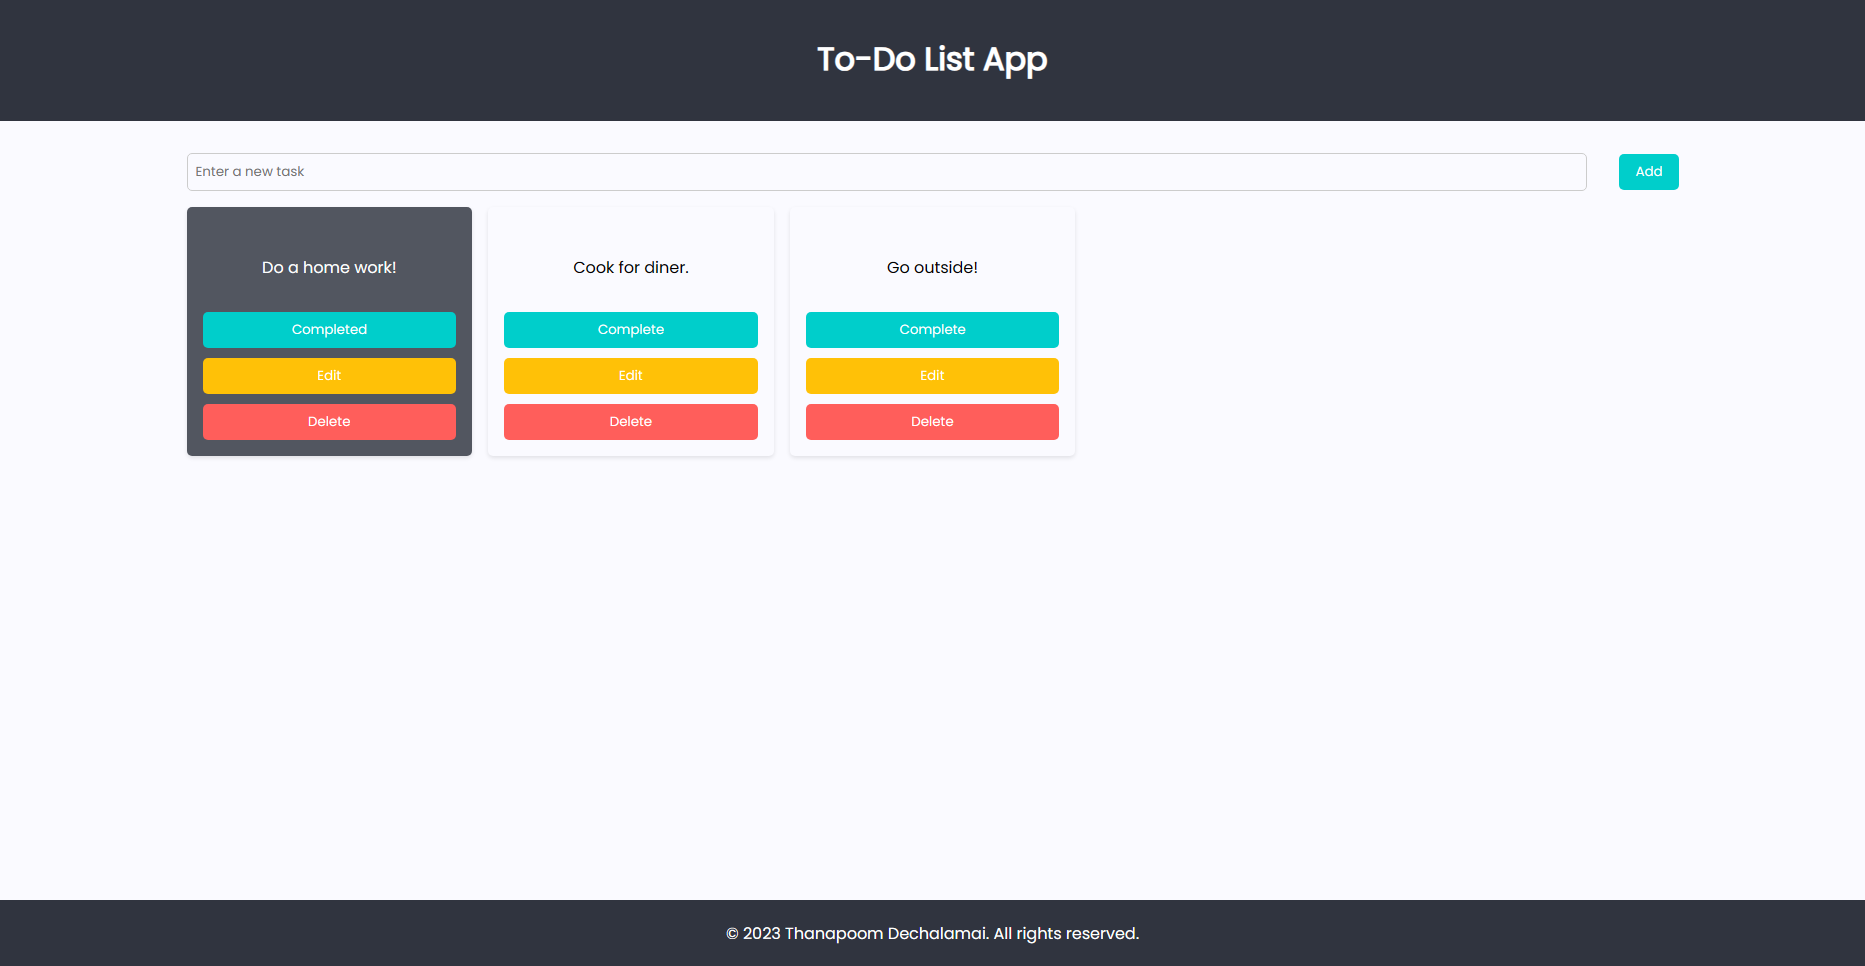 To-Do List App
Enter a new task
Add
Do a home work!
Completed
Edit
Delete
Cook for diner.
Complete
Edit
Delete
Go outside!
Complete
Edit
Delete
© 2023 Thanapoom Dechalamai. All rights reserved.